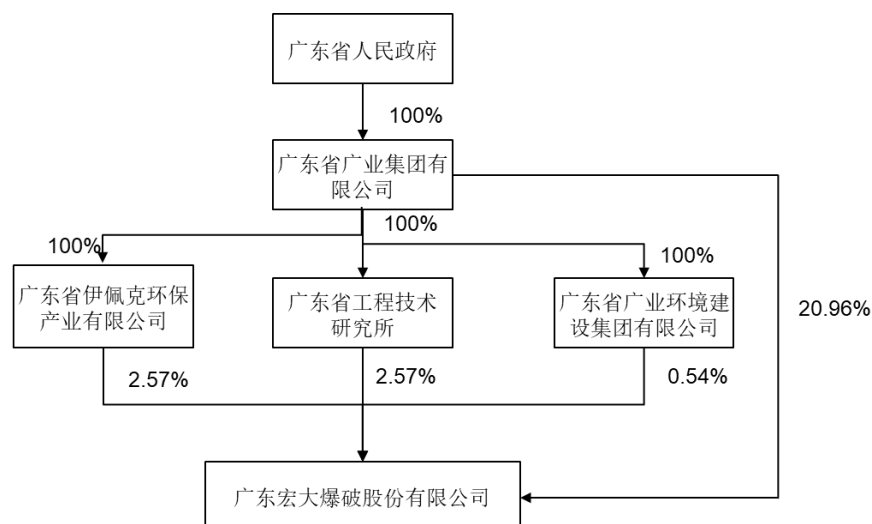 广东省人民政府
100%
广东省广业集团有
限公司
100%
100%
100%
广东省伊佩克环保
产业有限公司
广东省工程技术
研究所
广东省广业环境建
设集团有限公司
20.96%
2.57%
2.57%
0.54%
广东宏大爆破股份有限公司